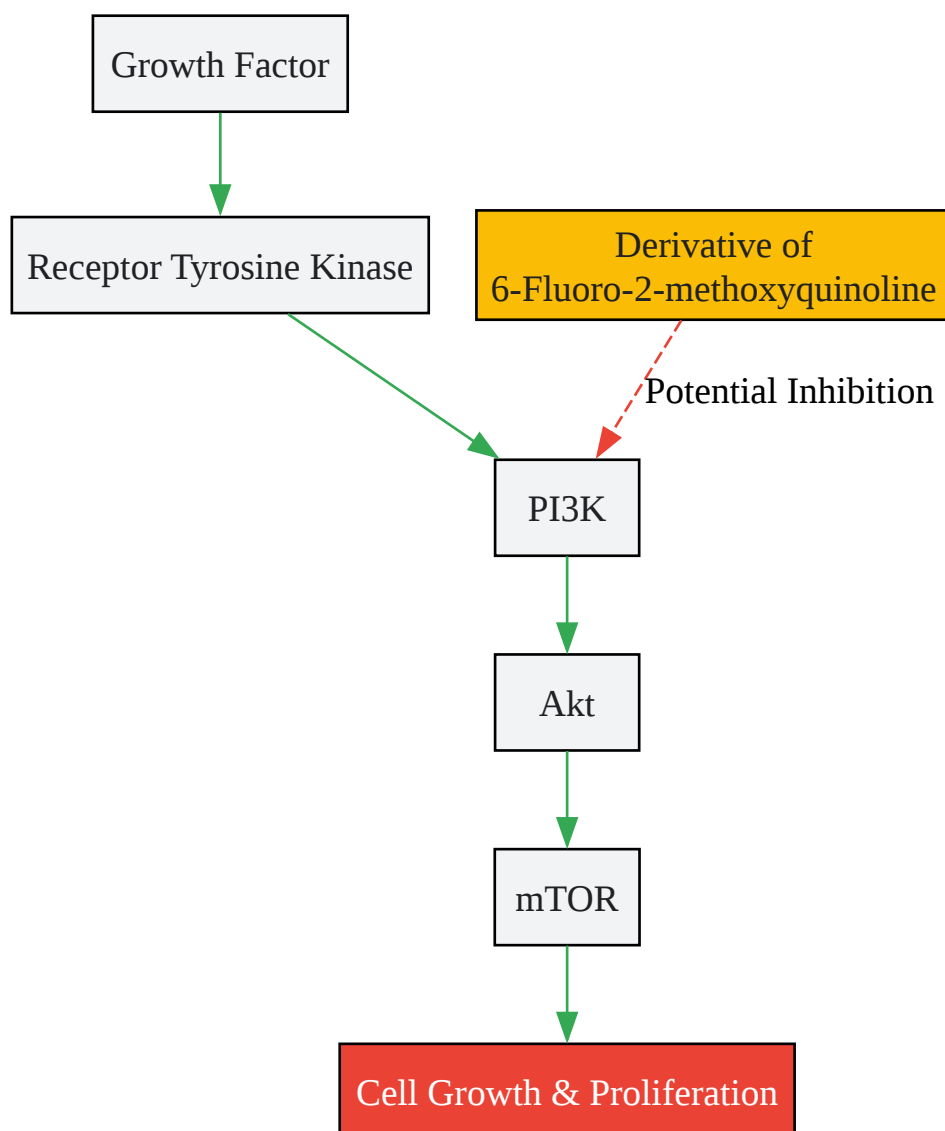 Growth Factor
Receptor Tyrosine Kinase
Derivative of
6-Fluoro-2-methoxyquinoline
Potential Inhibition
PI3K
Akt
mTOR
Cell Growth & Proliferation